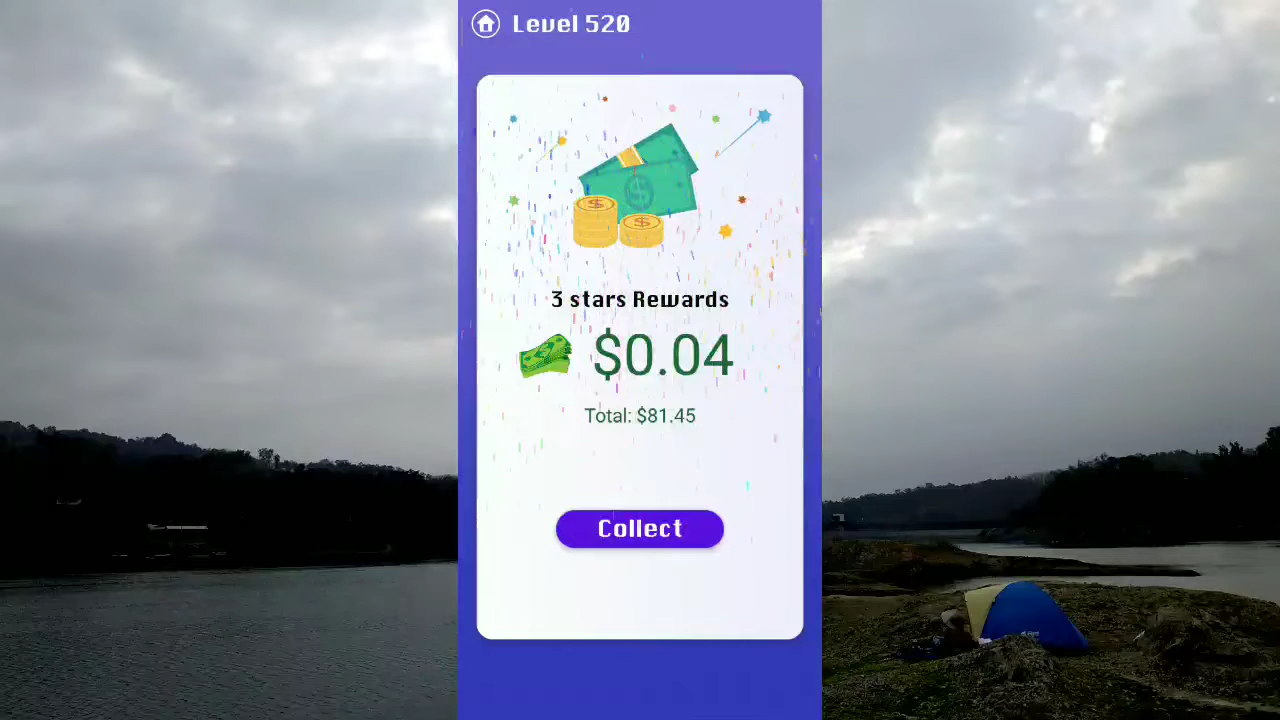 Level 520
3 stars Rewards
$0.04
Total: $81.45
Collect